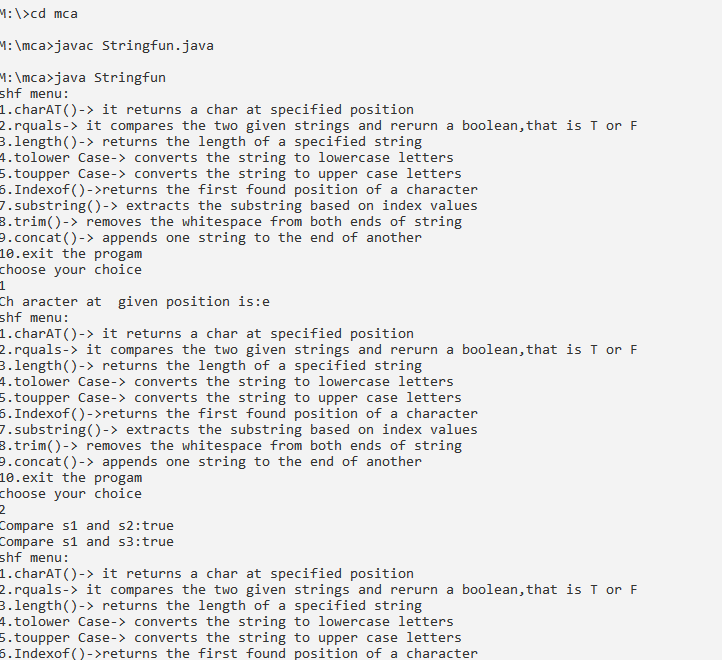 M:\>cd mca
M:\mca>javac Stringfun.java
M:\mca>java Stringfun
shf menu:
1.charAT()-> it returns a char at specified position
2.rquals-> it compares the two given strings and rerurn a boolean,that is T or F
3.length()-> returns the length of a specified string
4.tolower Case-> converts the string to lowercase letters
5.toupper Case-> converts the string to upper case letters
6.Indexof()->returns the first found position of a character
7.substring()-> extracts the substring based on index values
8.trim()-> removes the whitespace from both ends of string
9.concat()-> appends one string to the end of another
10.exit the progam
choose your choice
1
Ch aracter at  given position is:e
shf menu:
1.charAT()-> it returns a char at specified position
2.rquals-> it compares the two given strings and rerurn a boolean,that is T or F
3.length()-> returns the length of a specified string
4.tolower Case-> converts the string to lowercase letters
5.toupper Case-> converts the string to upper case letters
6.Indexof()->returns the first found position of a character
7.substring()-> extracts the substring based on index values
8.trim()-> removes the whitespace from both ends of string
9.concat()-> appends one string to the end of another
10.exit the progam
choose your choice
2
Compare s1 and s2:true
Compare s1 and s3:true
shf menu:
1.charAT()-> it returns a char at specified position
2.rquals-> it compares the two given strings and rerurn a boolean,that is T or F
3.length()-> returns the length of a specified string
4.tolower Case-> converts the string to lowercase letters
5.toupper Case-> converts the string to upper case letters
6.Indexof()->returns the first found position of a character